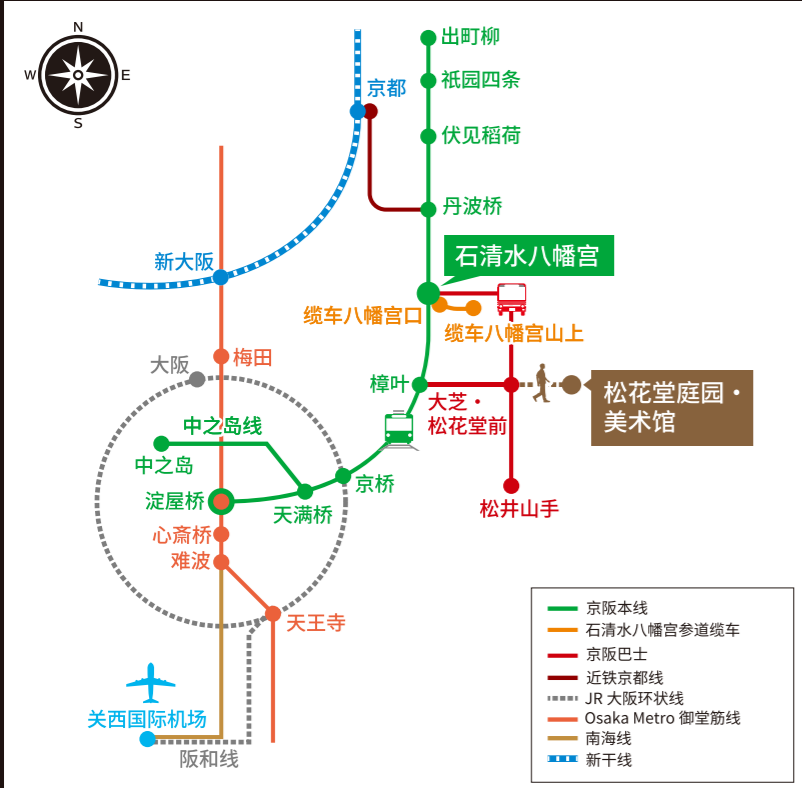 N
W
E
S
出町柳
京都
祇园四条
伏见稻荷
丹波桥
石清水八幡宫
新大阪
缆车八幡宫口
缆车八幡宫山上
大阪
梅田
樟叶
大芝・
松花堂前
松花堂庭园・
美术馆
中之岛线
中之岛
京桥
淀屋桥
天满桥
松井山手
心斋桥
难波
天王寺
关西国际机场
阪和线
京阪本线
石清水八幡宫参道缆车
京阪巴士
近铁京都线
JR 大阪环状线
Osaka Metro 御堂筋线
南海线
新干线